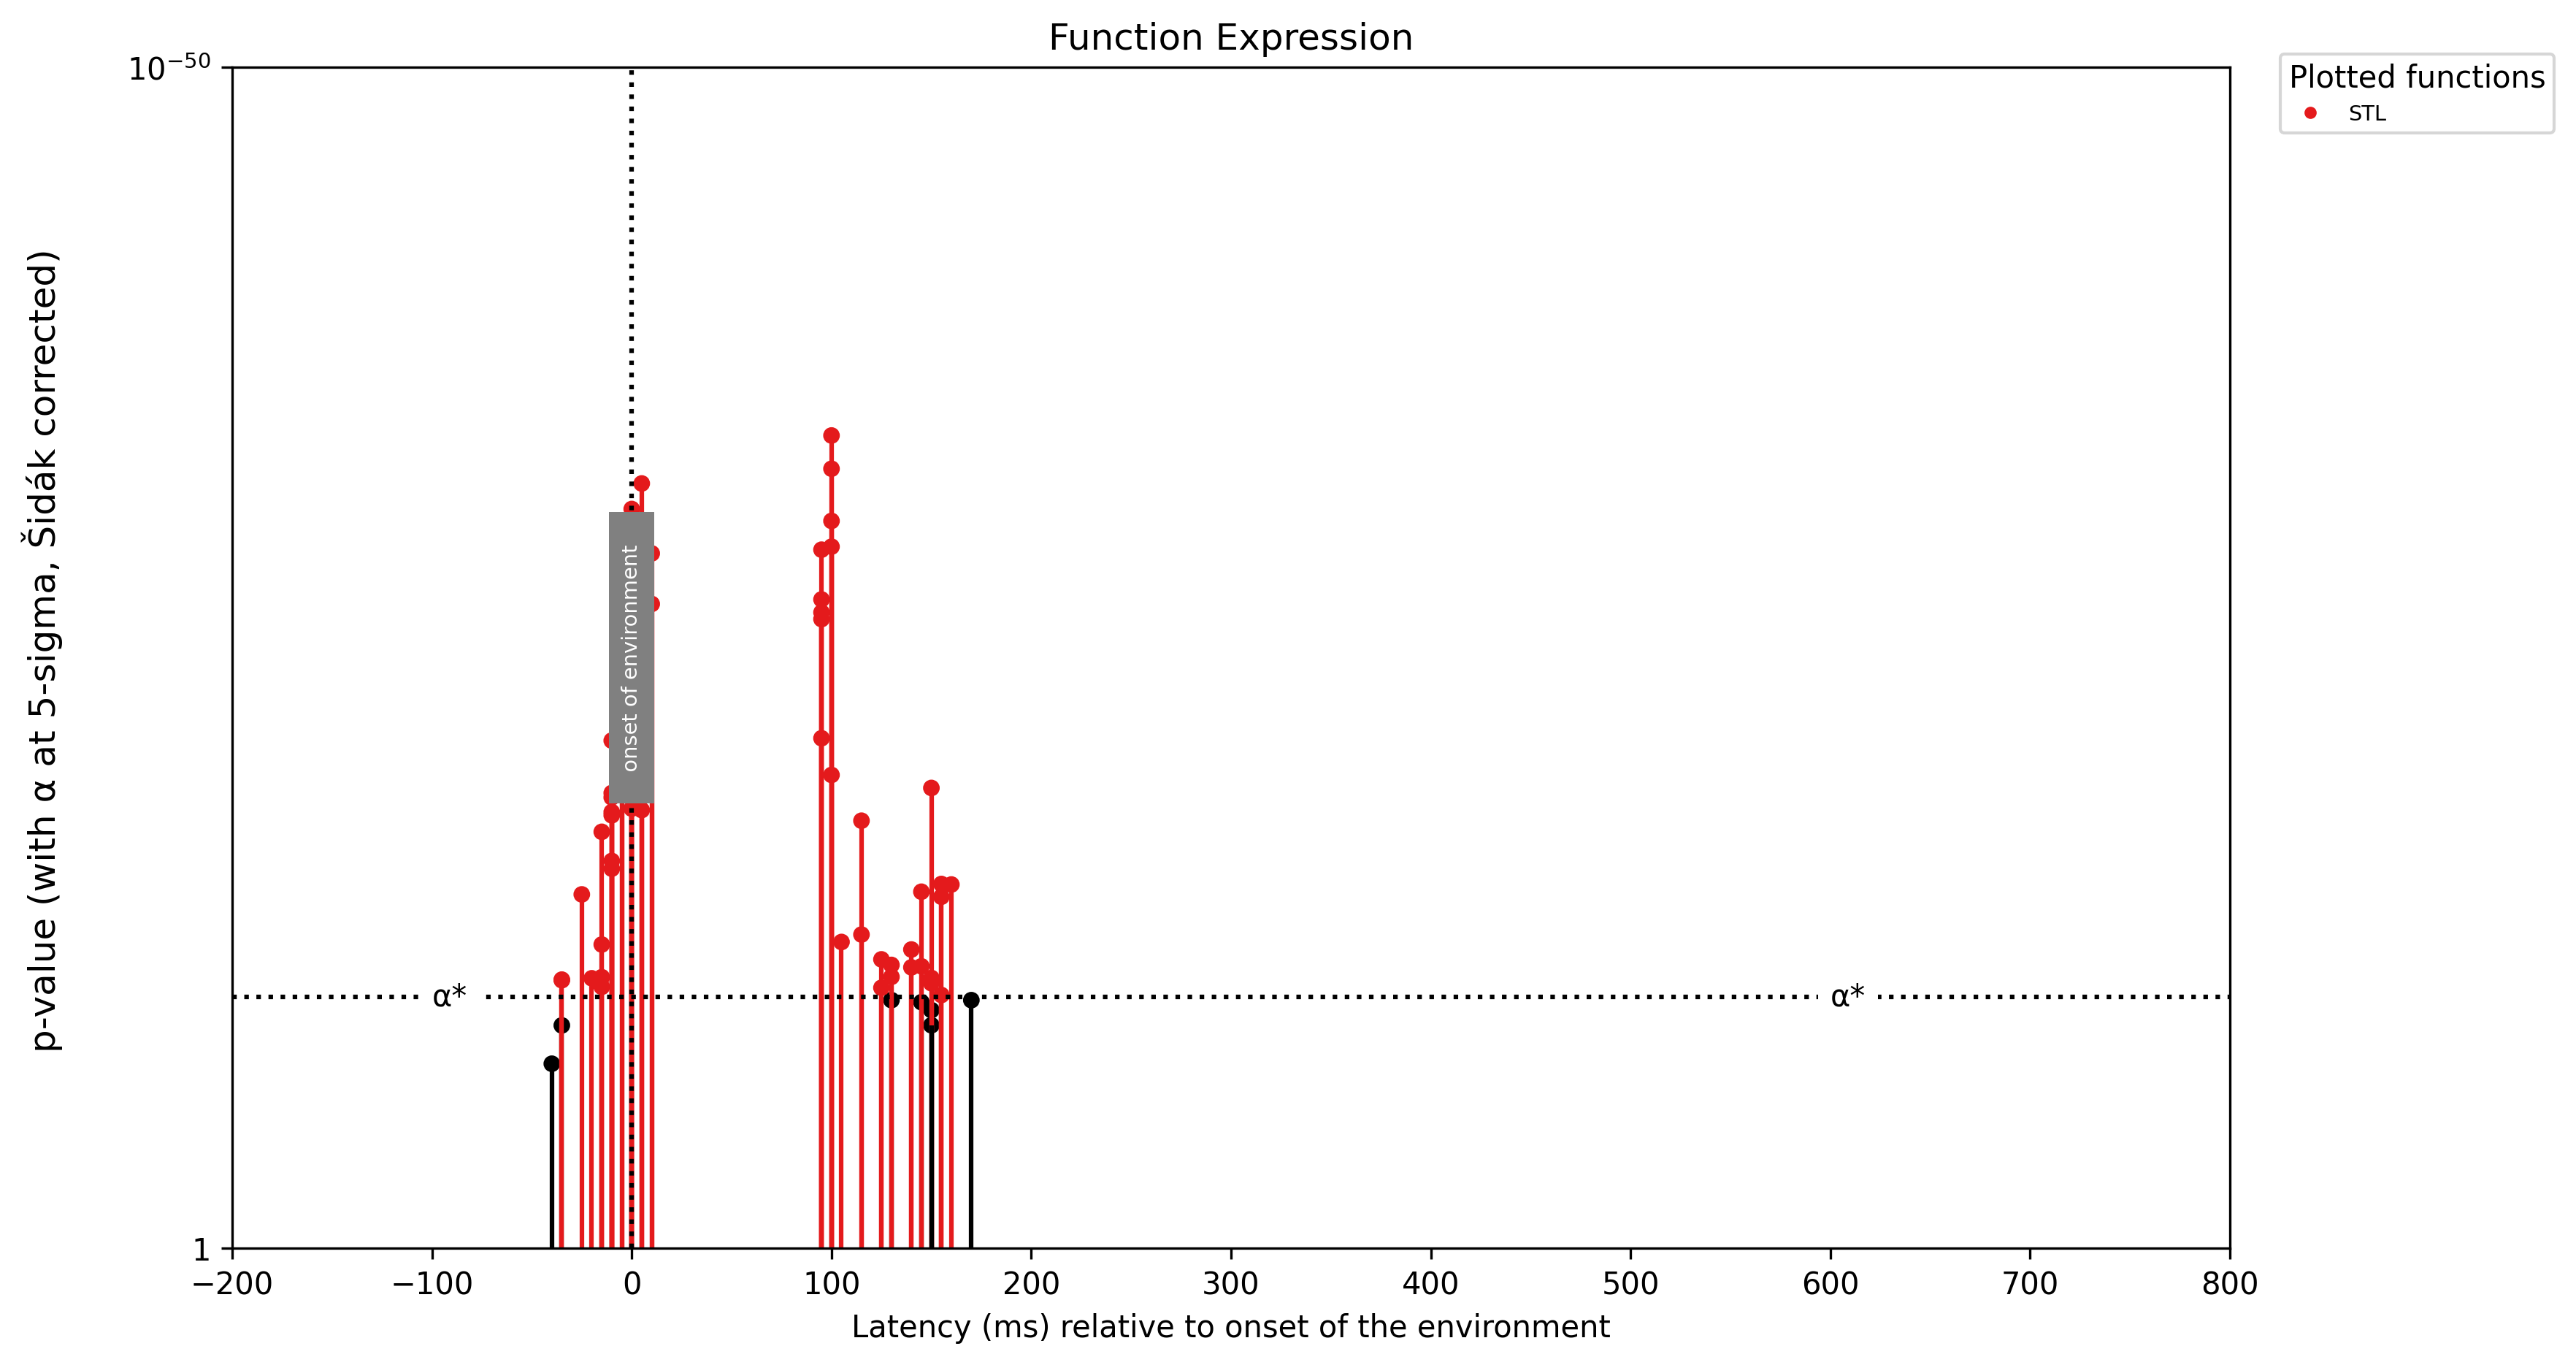 Function Expression
Plotted functions
STL
10⁻⁵⁰
1
p-value (with α at 5-sigma, Šidák corrected)
onset of environment
α*
α*
−200 −100 0 100 200 300 400 500 600 700 800
Latency (ms) relative to onset of the environment